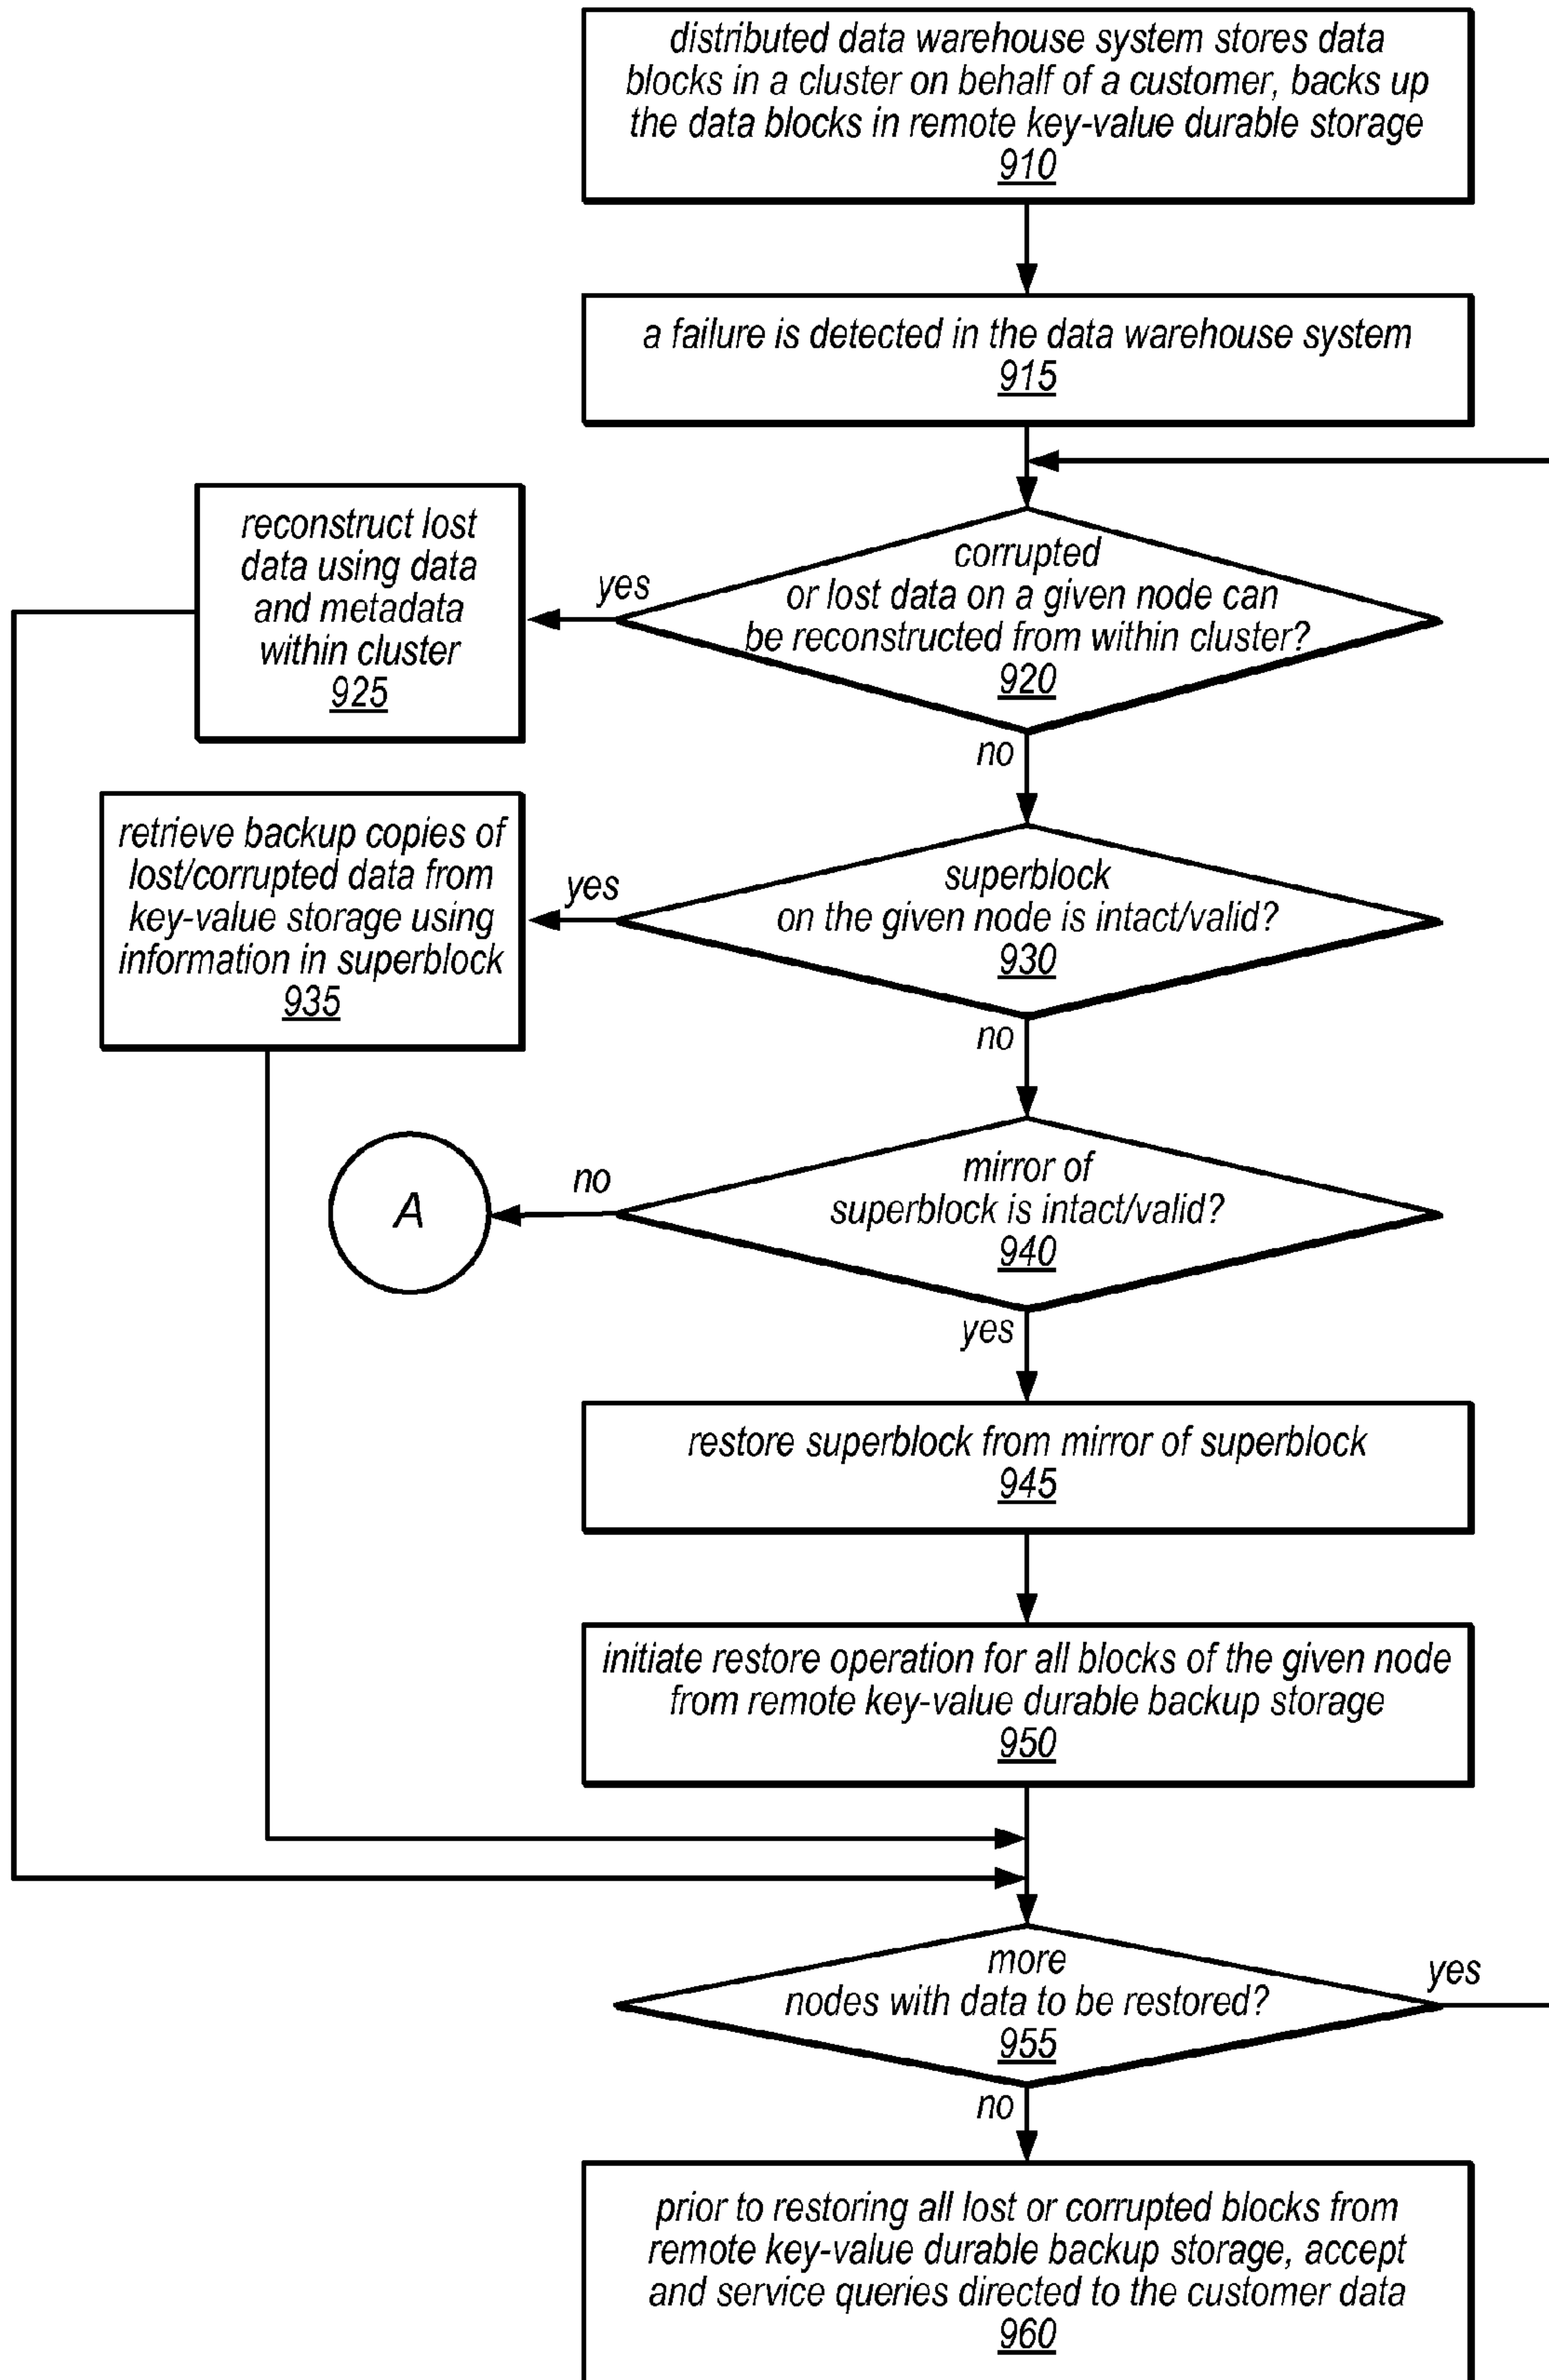 distributed data warehouse system stores data
blocks in a cluster on behalf of a customer, backs up
the data blocks in remote key-value durable storage
910
a failure is detected in the data warehouse system
915
reconstruct lost
data using data
and metadata
within cluster
925
yes
corrupted
or lost data on a given node can
be reconstructed from within cluster?
920
no
retrieve backup copies of
lost/corrupted data from
key-value storage using
information in superblock
935
yes
superblock
on the given node is intact/valid?
930
no
A
no
mirror of
superblock is intact/valid?
940
yes
restore superblock from mirror of superblock
945
initiate restore operation for all blocks of the given node
from remote key-value durable backup storage
950
more
nodes with data to be restored?
955
yes
no
prior to restoring all lost or corrupted blocks from
remote key-value durable backup storage, accept
and service queries directed to the customer data
960